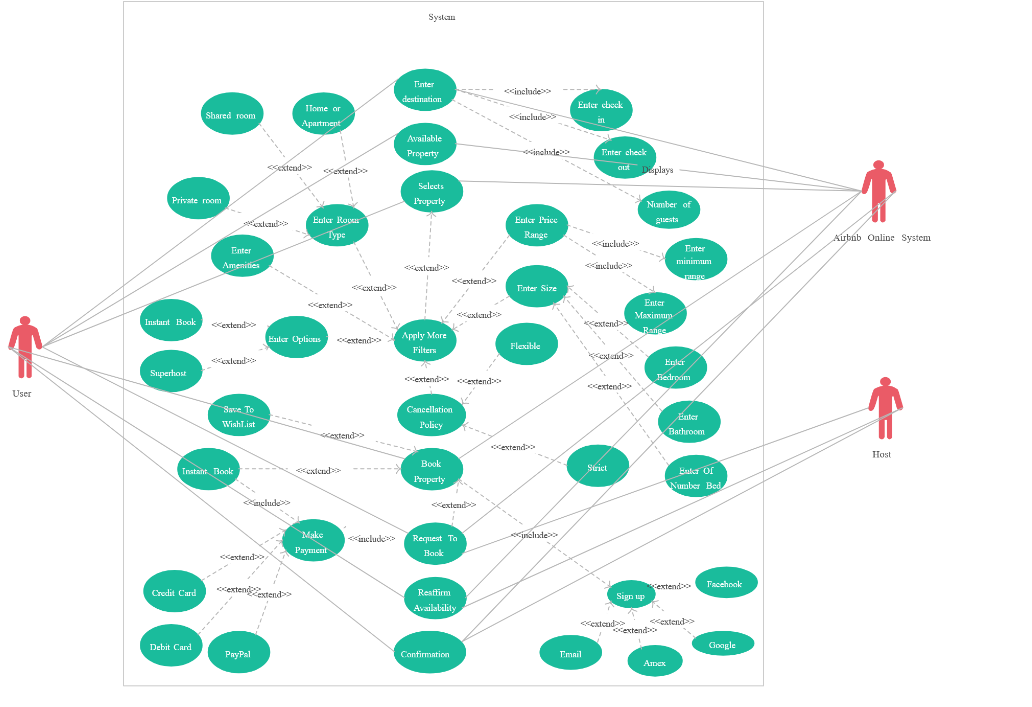 System
Enter
destination
<<include>>
Enter check
in
Shared room
Home or
Apartment
<<include>>
Available
Property
Enter check
out
<<include>>
<<extend>>
<<extend>>
Displays
Selects
Property
Private room
Number of
guests
<<extend>>
Enter Room
Type
Enter Price
Range
Airbnb Online System
<<include>>
Enter
Amenities
Enter
minimum
range
<<extend>>
<<include>>
<<extend>>
<<extend>>
Enter Size
<<extend>>
Enter
Maximum
Range
Instant Book
<<extend>>
<<extend>>
<<extend>>
Enter Options
<<extend>>
Apply More
Filters
Flexible
<<extend>>
<<extend>>
Superhost
Enter
Bedroom
<<extend>>
<<extend>>
<<extend>>
User
Save To
WishList
Cancellation
Policy
Enter
Bathroom
<<extend>>
<<extend>>
Host
Instant Book
<<extend>>
Book
Property
Strict
Enter Of
Number Bed
<<include>>
<<extend>>
Make
Payment
<<include>>
Request To
Book
<<include>>
<<extend>>
Credit Card
<<extend>>
<<extend>>
Reaffirm
Availability
Sign up
<<extend>>
Facebook
<<extend>>
<<extend>>
<<extend>>
Debit Card
PayPal
Confirmation
Email
Amex
Google